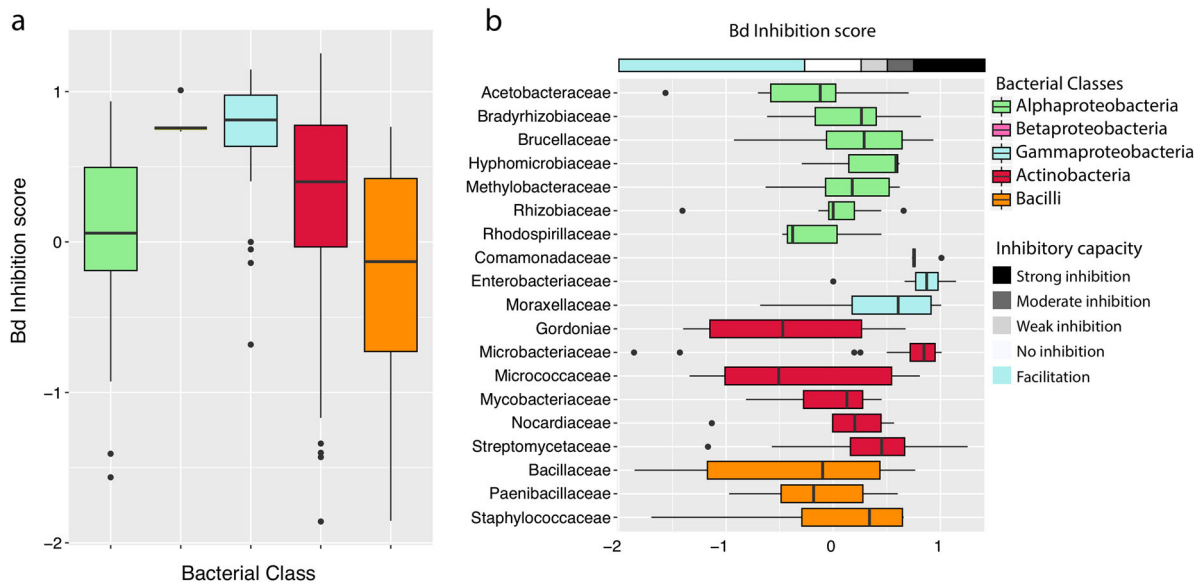 a
Bd Inhibition score
1
0
−1
−2
Bacterial Class
b
Bd Inhibition score
Acetobacteraceae
Bradyrhizobiaceae
Brucellaceae
Hyphomicrobiaceae
Methylobacteraceae
Rhizobiaceae
Rhodospirillaceae
Comamonadaceae
Enterobacteriaceae
Moraxellaceae
Gordoniae
Microbacteriaceae
Micrococcaceae
Mycobacteriaceae
Nocardiaceae
Streptomycetaceae
Bacillaceae
Paenibacillaceae
Staphylococcaceae
−2 −1 0 1
Bacterial Classes
Alphaproteobacteria
Betaproteobacteria
Gammaproteobacteria
Actinobacteria
Bacilli
Inhibitory capacity
Strong inhibition
Moderate inhibition
Weak inhibition
No inhibition
Facilitation